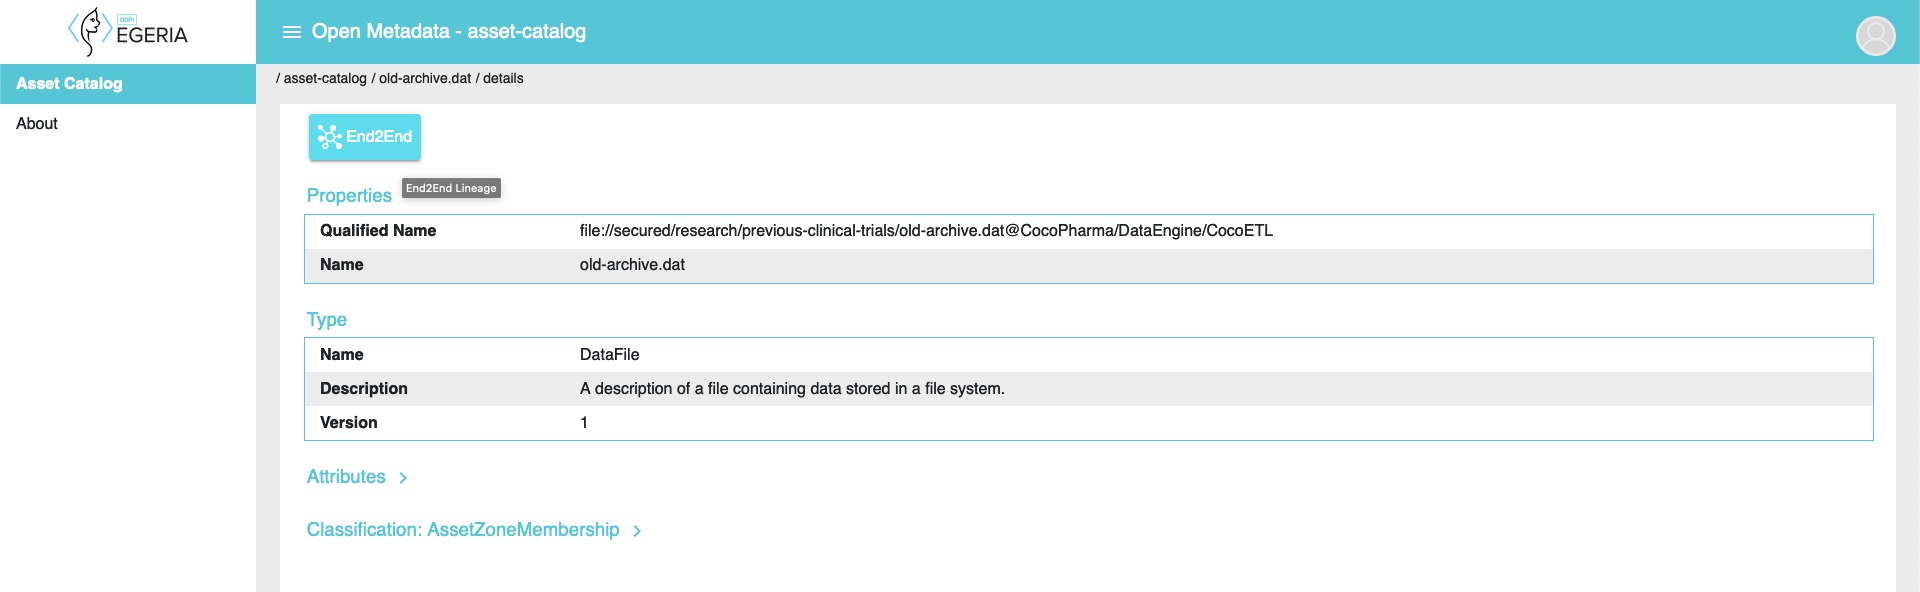 ODPi
EGERIA
Open Metadata - asset-catalog
Asset Catalog
About
/ asset-catalog / old-archive.dat / details
End2End
End2End Lineage
Properties
Qualified Name file://secured/research/previous-clinical-trials/old-archive.dat@CocoPharma/DataEngine/CocoETL
Name old-archive.dat
Type
Name DataFile
Description A description of a file containing data stored in a file system.
Version 1
Attributes
Classification: AssetZoneMembership